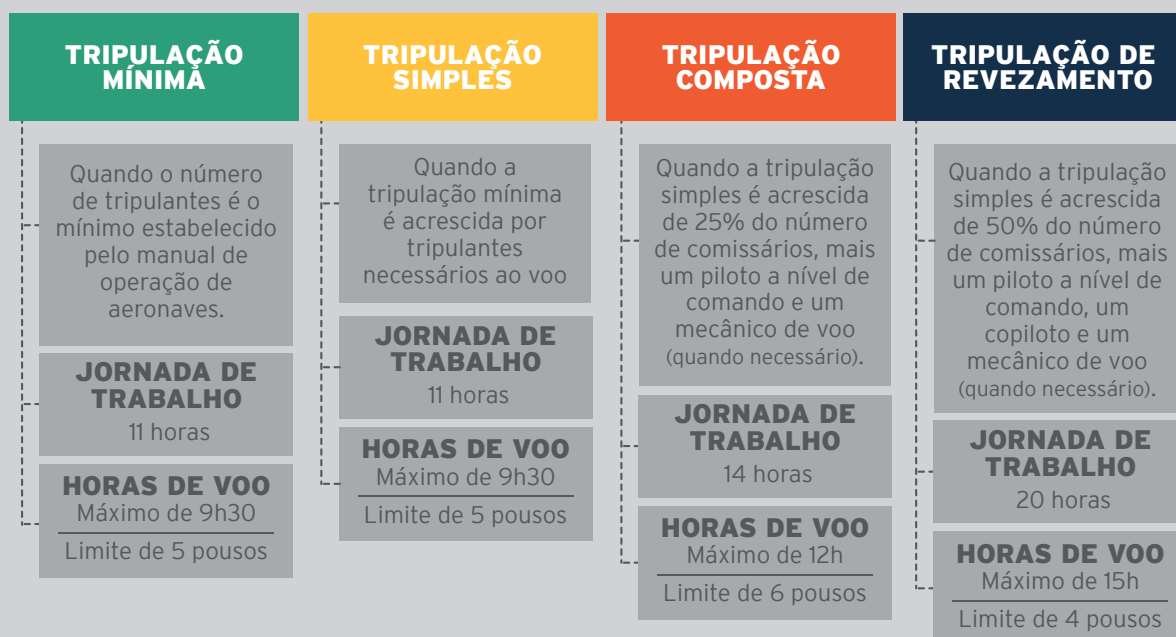 TRIPULAÇÃO
MÍNIMA
Quando o número
de tripulantes é o
mínimo estabelecido
pelo manual de
operação de
aeronaves.
JORNADA DE
TRABALHO
11 horas
HORAS DE VOO
Máximo de 9h30
Limite de 5 pousos
TRIPULAÇÃO
SIMPLES
Quando a
tripulação mínima
é acrescida por
tripulantes
necessários ao voo
JORNADA DE
TRABALHO
11 horas
HORAS DE VOO
Máximo de 9h30
Limite de 5 pousos
TRIPULAÇÃO
COMPOSTA
Quando a tripulação
simples é acrescida
de 25% do número
de comissários, mais
um piloto a nível de
comando e um
mecânico de voo
(quando necessário).
JORNADA DE
TRABALHO
14 horas
HORAS DE VOO
Máximo de 12h
Limite de 6 pousos
TRIPULAÇÃO DE
REVEZAMENTO
Quando a tripulação
simples é acrescida
de 50% do número
de comissários, mais
um piloto a nível de
comando, um
copiloto e um
mecânico de voo
(quando necessário).
JORNADA DE
TRABALHO
20 horas
HORAS DE VOO
Máximo de 15h
Limite de 4 pousos